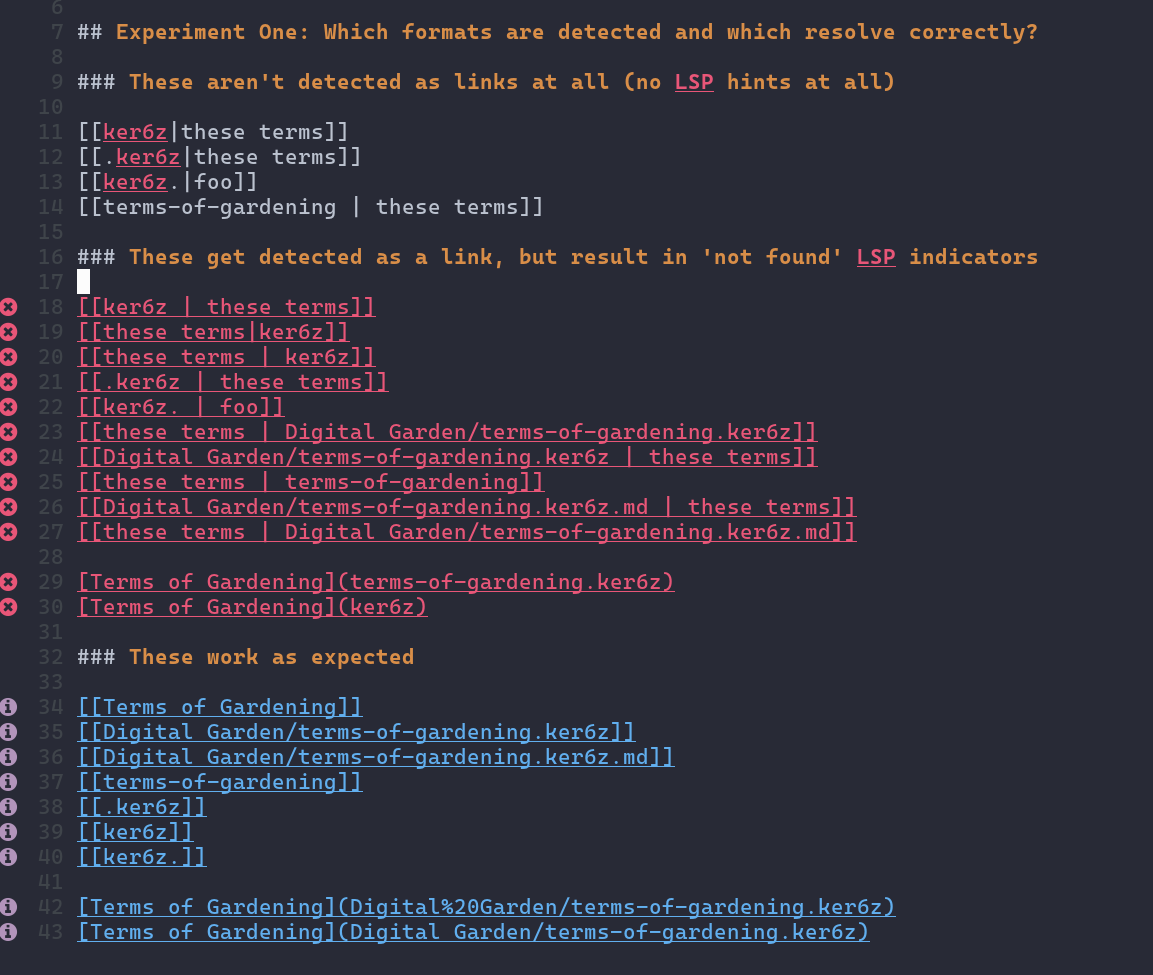 6
7 ## Experiment One: Which formats are detected and which resolve correctly?
8
9 ### These aren't detected as links at all (no LSP hints at all)
10
11 [[ker6z|these terms]]
12 [[.ker6z|these terms]]
13 [[ker6z.|foo]]
14 [[terms-of-gardening | these terms]]
15
16 ### These get detected as a link, but result in 'not found' LSP indicators
17
18 [[ker6z | these terms]]
19 [[these terms|ker6z]]
20 [[these terms | ker6z]]
21 [[.ker6z | these terms]]
22 [[ker6z. | foo]]
23 [[these terms | Digital Garden/terms-of-gardening.ker6z]]
24 [[Digital Garden/terms-of-gardening.ker6z | these terms]]
25 [[these terms | terms-of-gardening]]
26 [[Digital Garden/terms-of-gardening.ker6z.md | these terms]]
27 [[these terms | Digital Garden/terms-of-gardening.ker6z.md]]
28
29 [Terms of Gardening](terms-of-gardening.ker6z)
30 [Terms of Gardening](ker6z)
31
32 ### These work as expected
33
34 [[Terms of Gardening]]
35 [[Digital Garden/terms-of-gardening.ker6z]]
36 [[Digital Garden/terms-of-gardening.ker6z.md]]
37 [[terms-of-gardening]]
38 [[.ker6z]]
39 [[ker6z]]
40 [[ker6z.]]
41
42 [Terms of Gardening](Digital%20Garden/terms-of-gardening.ker6z)
43 [Terms of Gardening](Digital Garden/terms-of-gardening.ker6z)